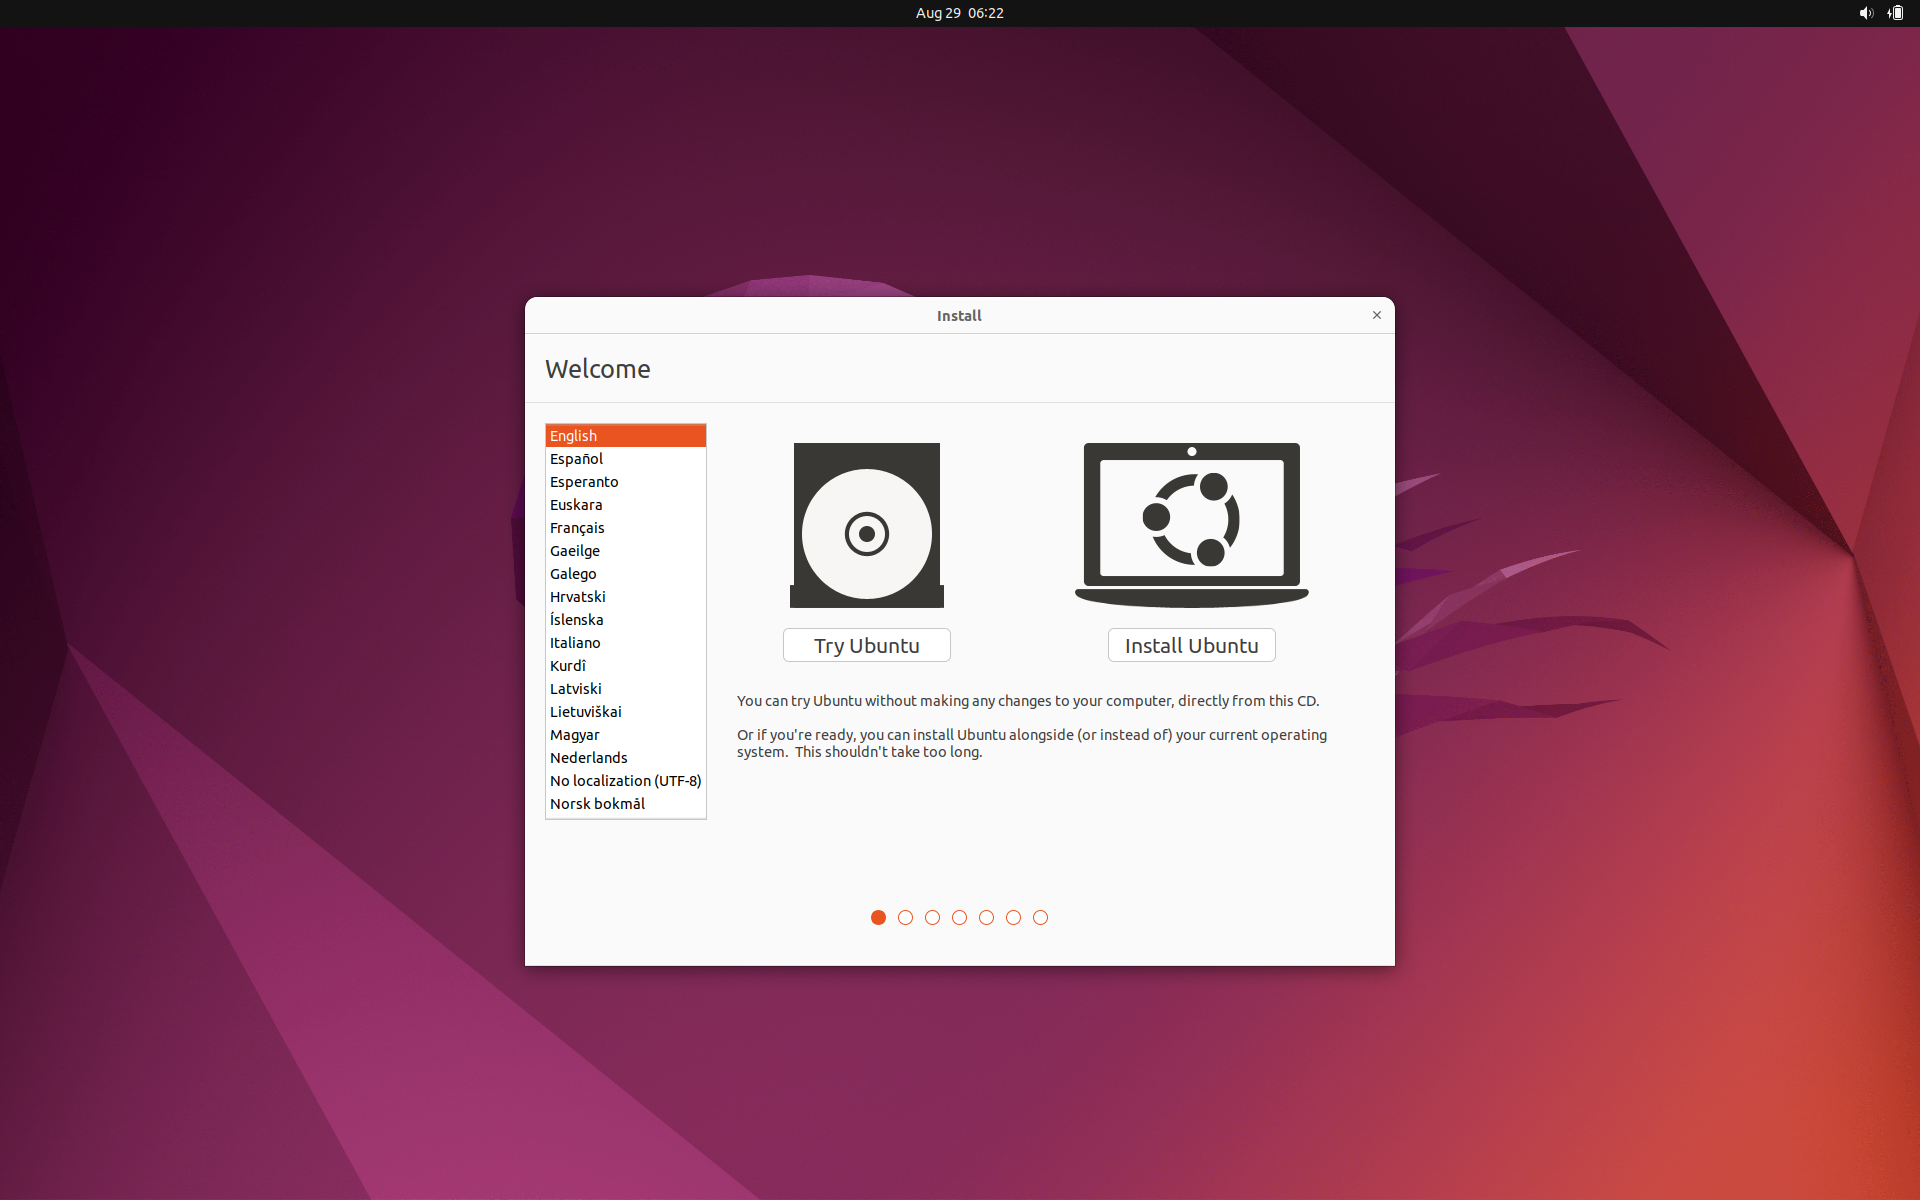 Aug 29 06:22
Install
Welcome
English
Español
Esperanto
Euskara
Français
Gaeilge
Galego
Hrvatski
Íslenska
Italiano
Kurdî
Latviski
Lietuviškai
Magyar
Nederlands
No localization (UTF-8)
Norsk bokmål
Try Ubuntu
Install Ubuntu
You can try Ubuntu without making any changes to your computer, directly from this CD.
Or if you're ready, you can install Ubuntu alongside (or instead of) your current operating
system. This shouldn't take too long.